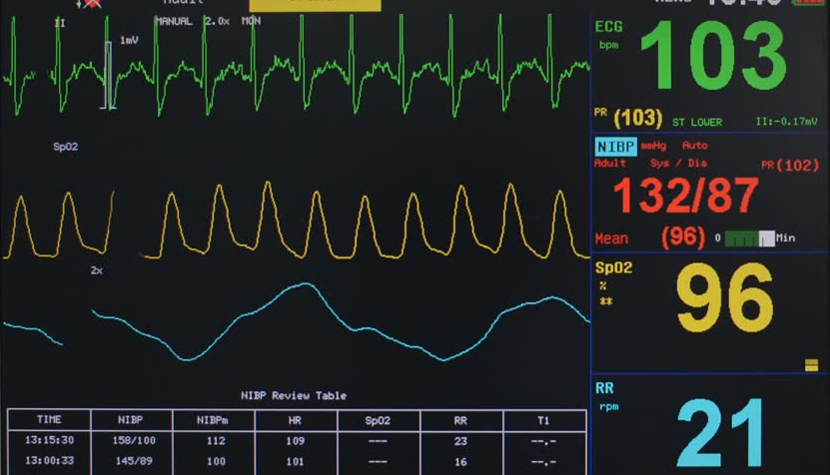 II MANUAL 2.0x MON
1mV
SpO2
2x
ECG
bpm
103
PR (103) ST LOWER II:-0.17mV
NIBP mmHg Auto
Adult Sys / Dia PR(102)
132/87
Mean (96) 0 Min
SpO2
%
**
96
RR
rpm
21
NIBP Review Table
TIME NIBP NIBPm HR SpO2 RR T1
13:15:30 158/100 112 109 --- 23 --.-
13:00:33 145/89 100 101 --- 16 --.-